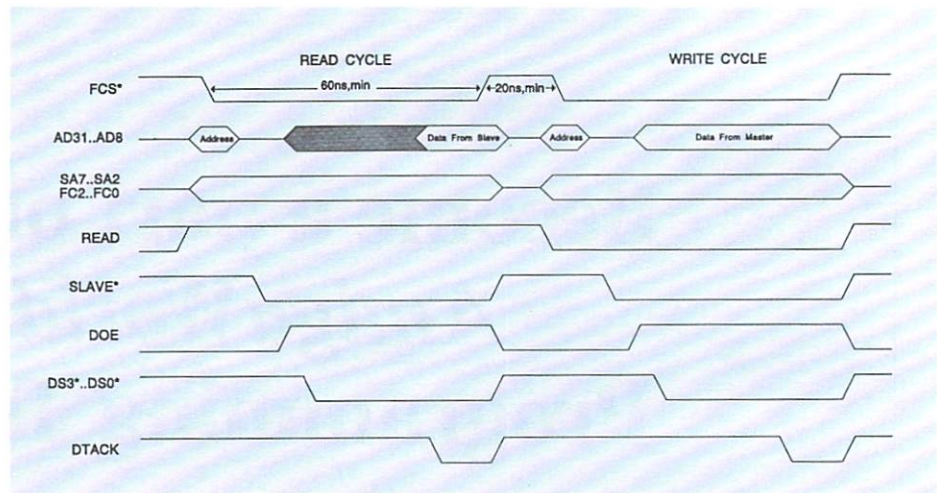 READ CYCLE
WRITE CYCLE
FCS*
60ns,min
20ns,min
AD31..AD8
Address
Data From Slave
Address
Data From Master
SA7..SA2
FC2..FC0
READ
SLAVE*
DOE
DS3*..DS0*
DTACK